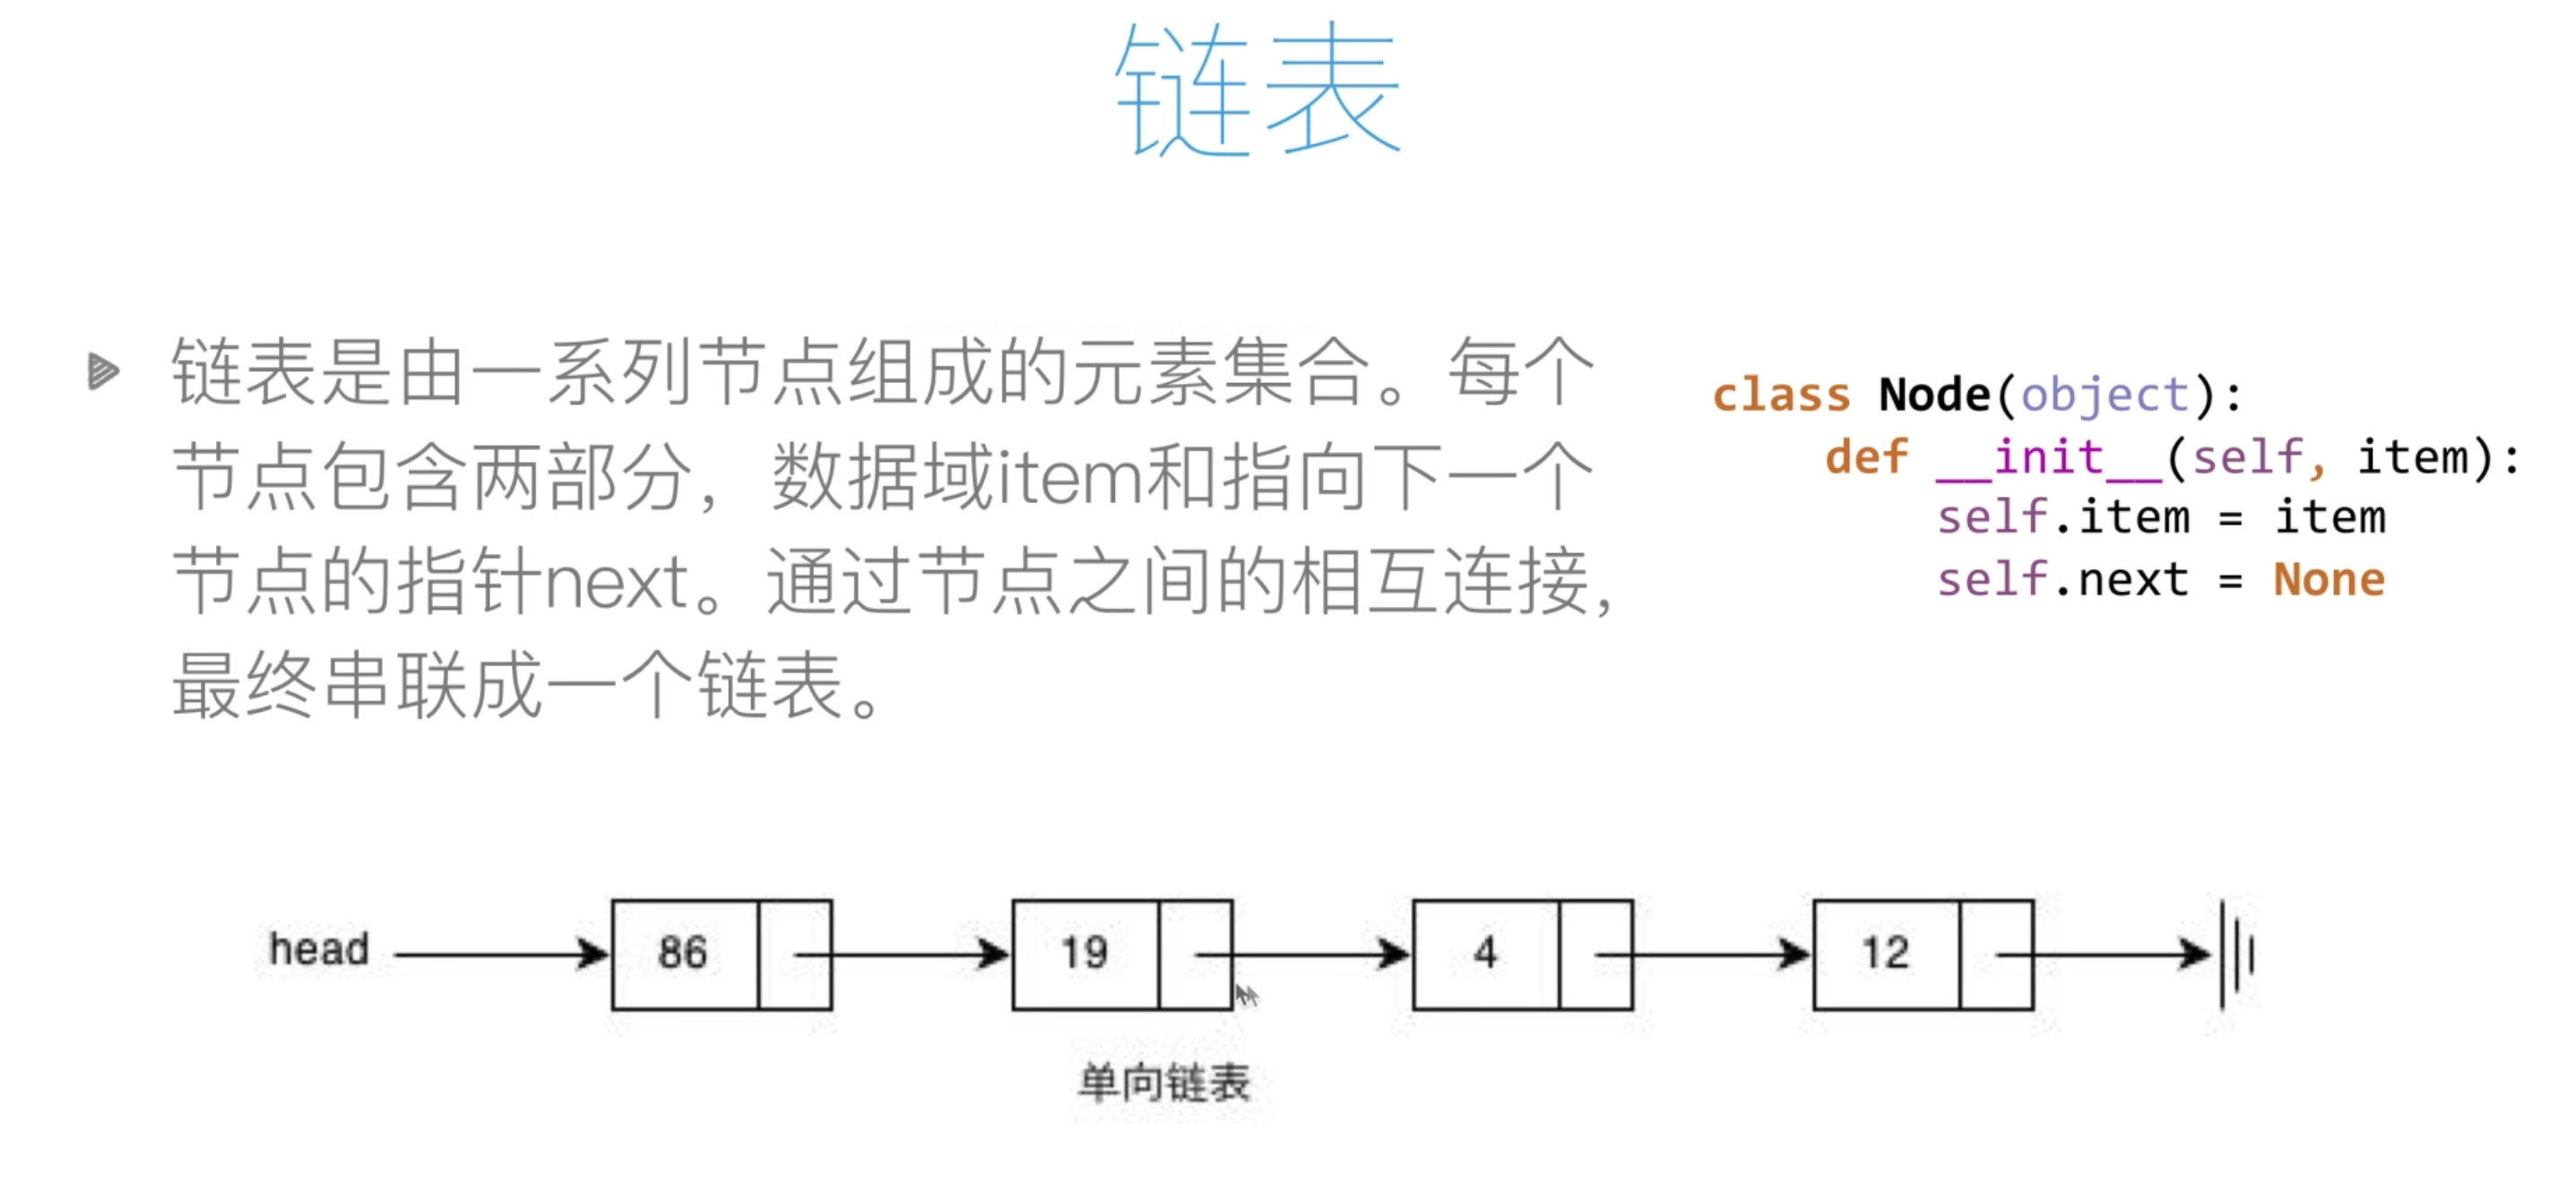 链表
链表是由一系列节点组成的元素集合。每个
节点包含两部分，数据域item和指向下一个
节点的指针next。通过节点之间的相互连接，
最终串联成一个链表。
class Node(object):
    def __init__(self, item):
        self.item = item
        self.next = None
head 86 19 4 12
单向链表